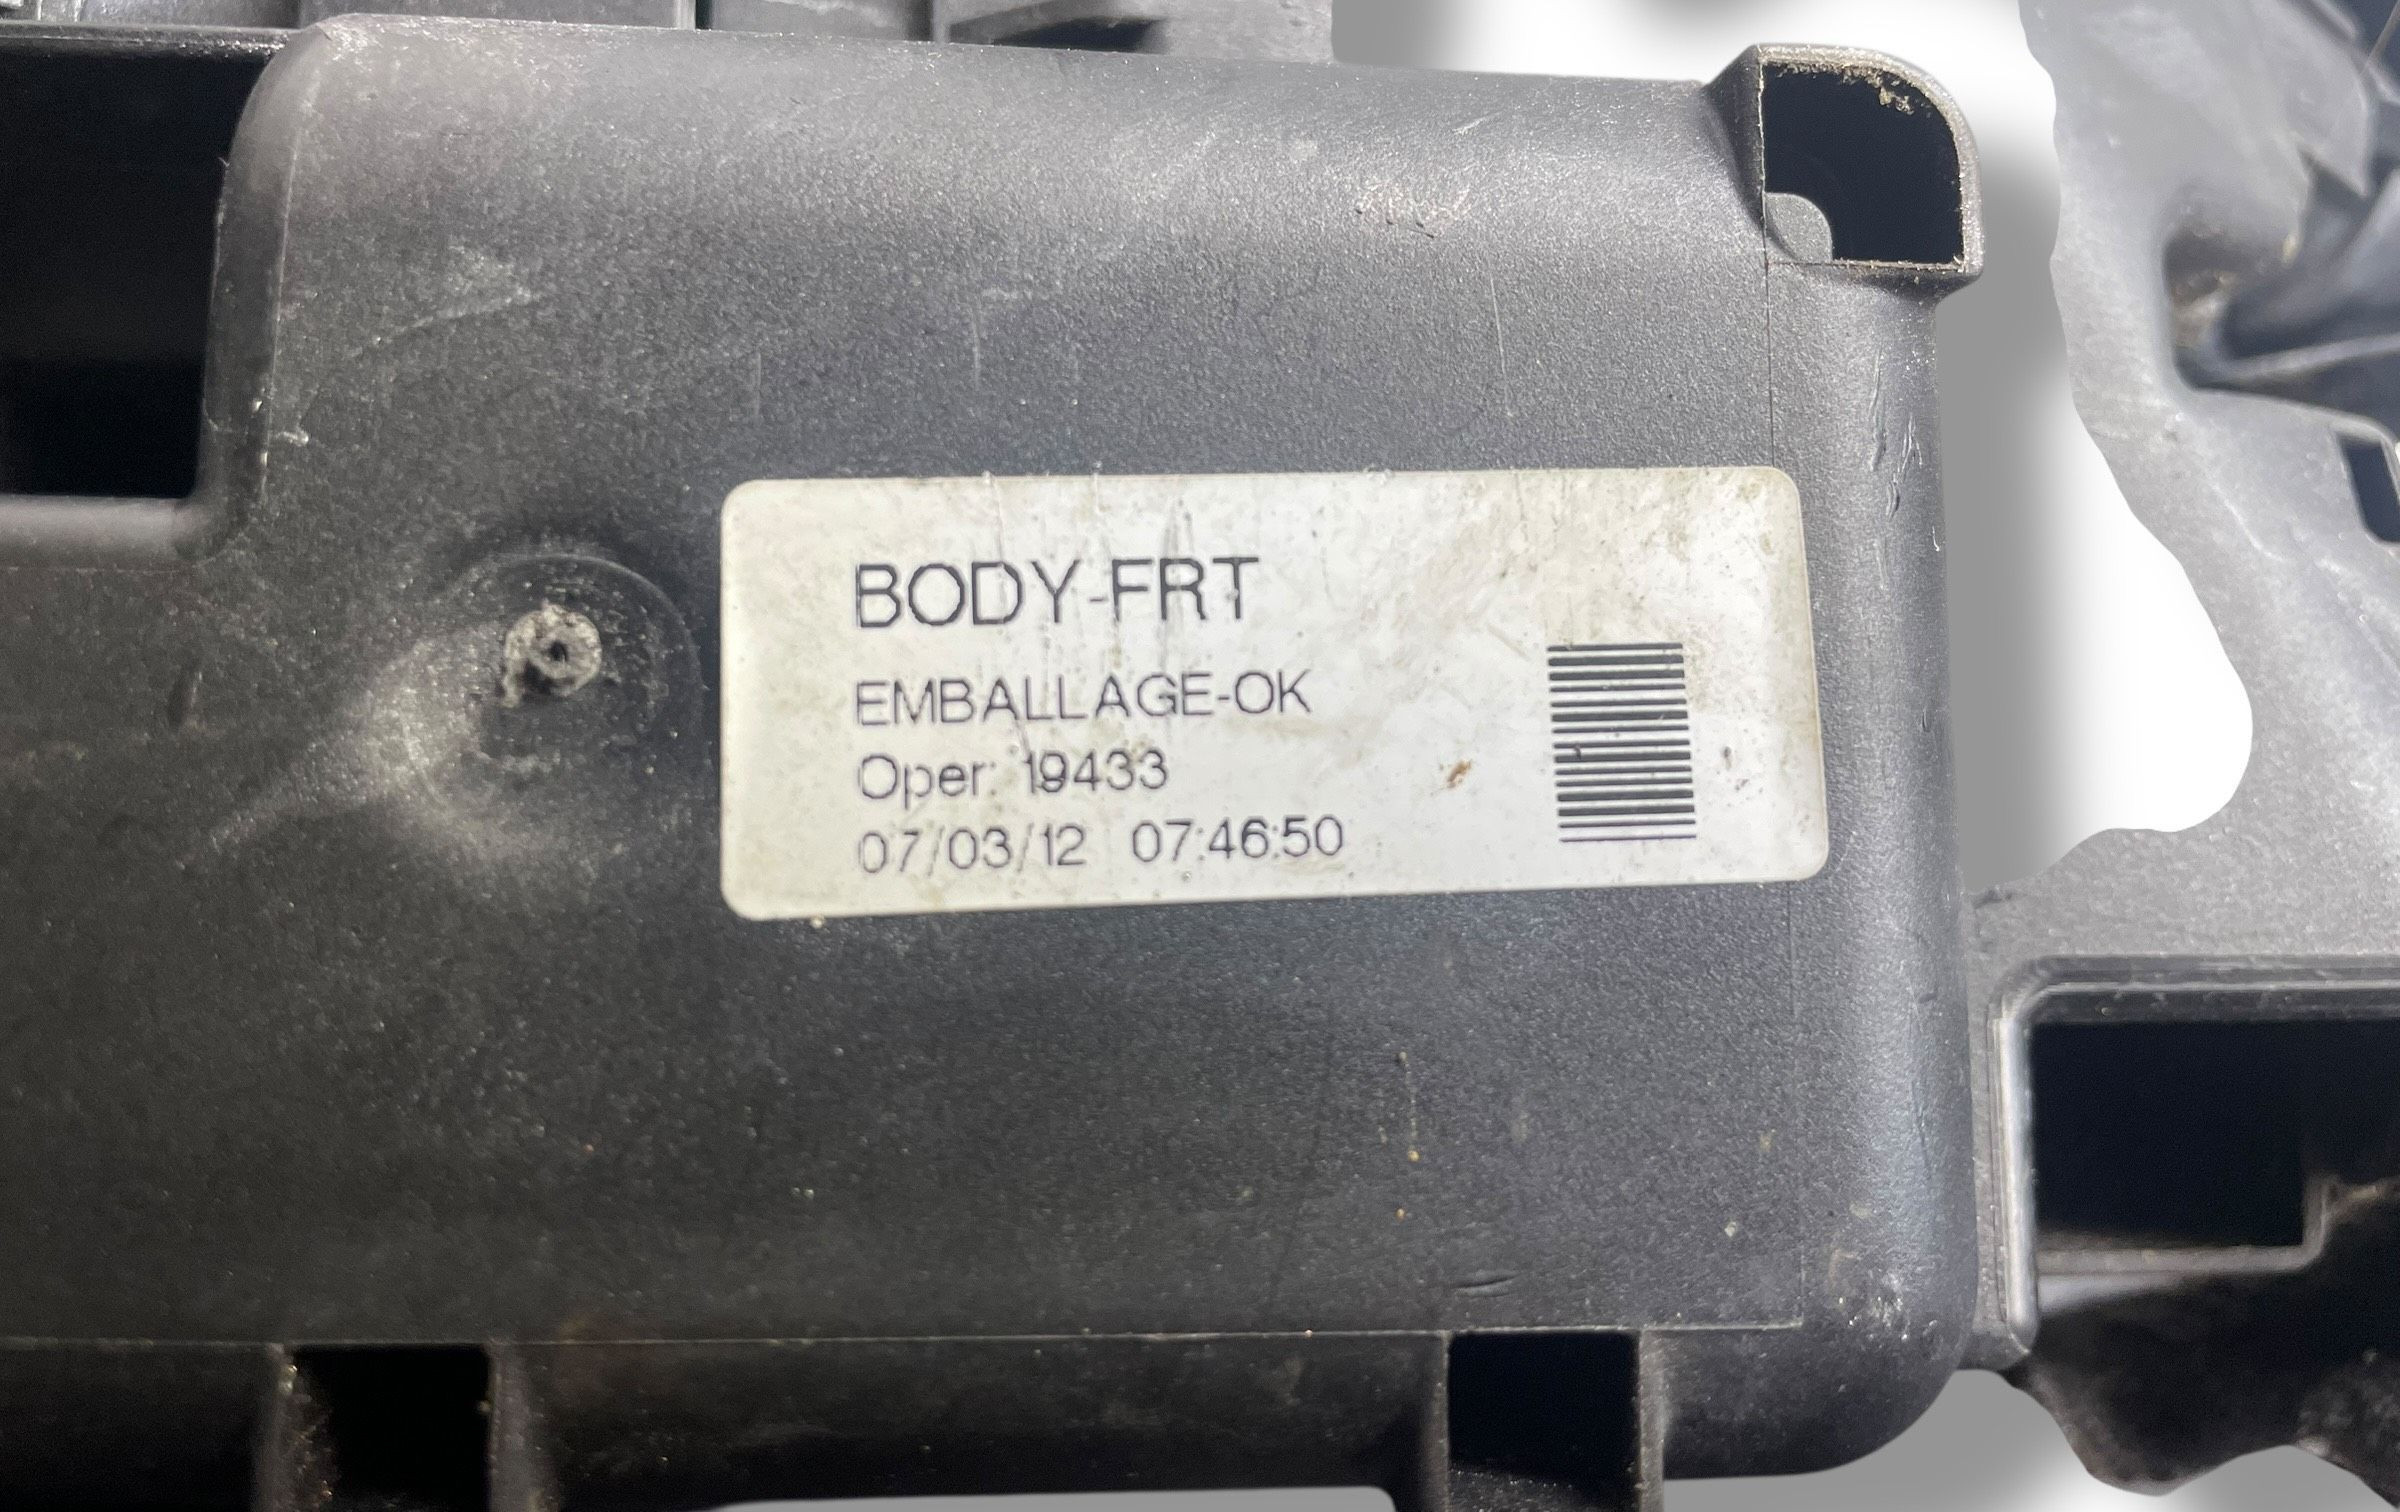 BODY-FRT
EMBALLAGE-OK
Oper: 19433
07/03/12 07:46:50